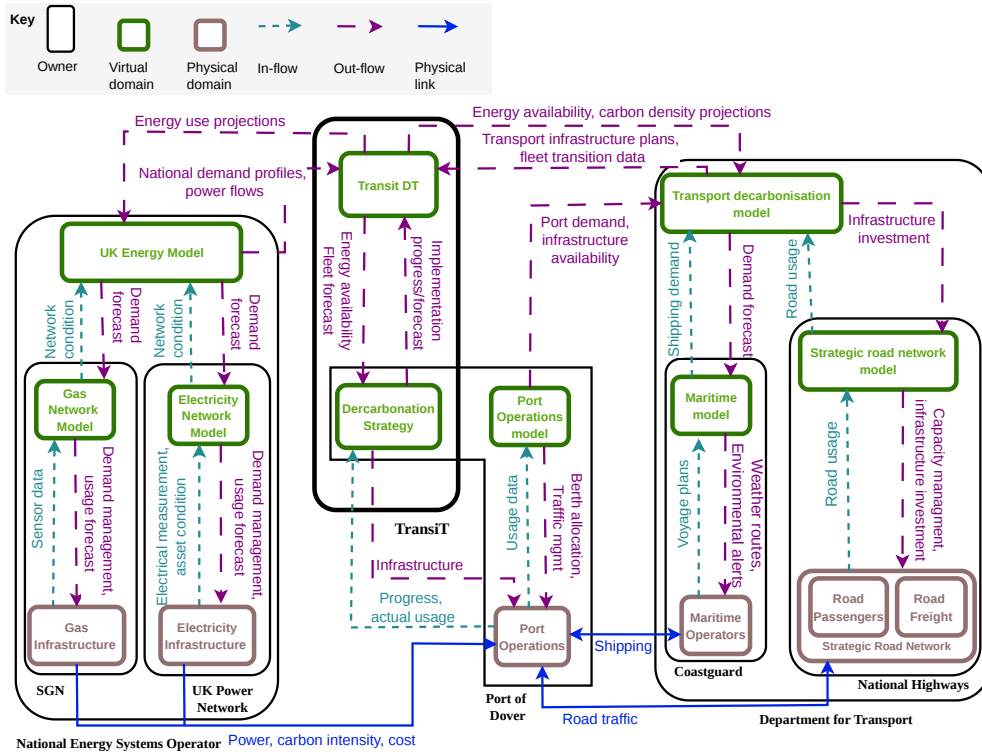 Key
Owner
Virtual
domain
Physical
domain
In-flow
Out-flow
Physical
link
Energy use projections
Energy availability, carbon density projections
Transport infrastructure plans,
fleet transition data
National demand profiles,
power flows
Transit DT
Transport decarbonisation
model
UK Energy Model
Port demand,
infrastructure
availability
Infrastructure
investment
Energy availability
Fleet forecast
Implementation
progress/forecast
Shipping demand
Demand forecast
Road usage
Network
condition
Demand
forecast
Network
condition
Demand
forecast
Strategic road network
model
Gas
Network
Model
Electricity
Network
Model
Dercarbonation
Strategy
Port
Operations
model
Maritime
model
Sensor data
Demand management,
usage forecast
Electrical measurement,
asset condition
Demand management,
usage forecast
TransiT
Usage data
Berth allocation,
Traffflc mgmt
Voyage plans
Weather routes,
Environmental alerts
Road usage
Capacity managment,
infrastructure investment
Infrastructure
Progress,
actual usage
Gas
Infrastructure
Electricity
Infrastructure
Port
Operations
Shipping
Maritime
Operators
Road
Passengers
Road
Freight
Strategic Road Network
SGN
UK Power
Network
Port of
Dover
Coastguard
National Highways
Road traffic
Department for Transport
National Energy Systems Operator
Power, carbon intensity, cost